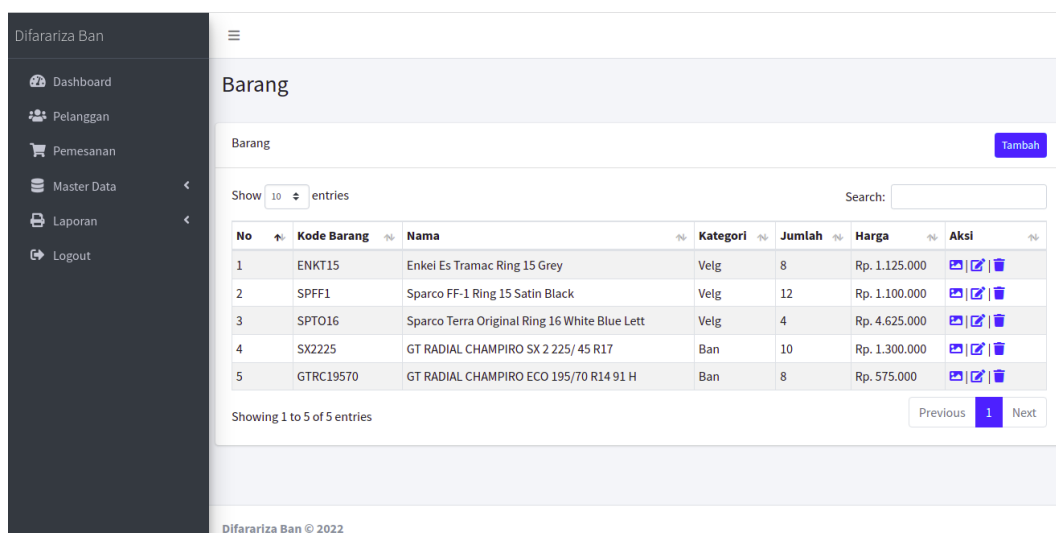 Difarariza Ban
Dashboard
Pelanggan
Pemesanan
Master Data
Laporan
Logout
Barang
Barang
Tambah
Show 10 entries
Search:
No Kode Barang Nama Kategori Jumlah Harga Aksi
1 ENKT15 Enkei Es Tramac Ring 15 Grey Velg 8 Rp. 1.125.000 | |
2 SPFF1 Sparco FF-1 Ring 15 Satin Black Velg 12 Rp. 1.100.000 | |
3 SPTO16 Sparco Terra Original Ring 16 White Blue Lett Velg 4 Rp. 4.625.000 | |
4 SX2225 GT RADIAL CHAMPIRO SX 2 225/ 45 R17 Ban 10 Rp. 1.300.000 | |
5 GTRC19570 GT RADIAL CHAMPIRO ECO 195/70 R14 91 H Ban 8 Rp. 575.000 | |
Showing 1 to 5 of 5 entries
Previous 1 Next
Difarariza Ban © 2022